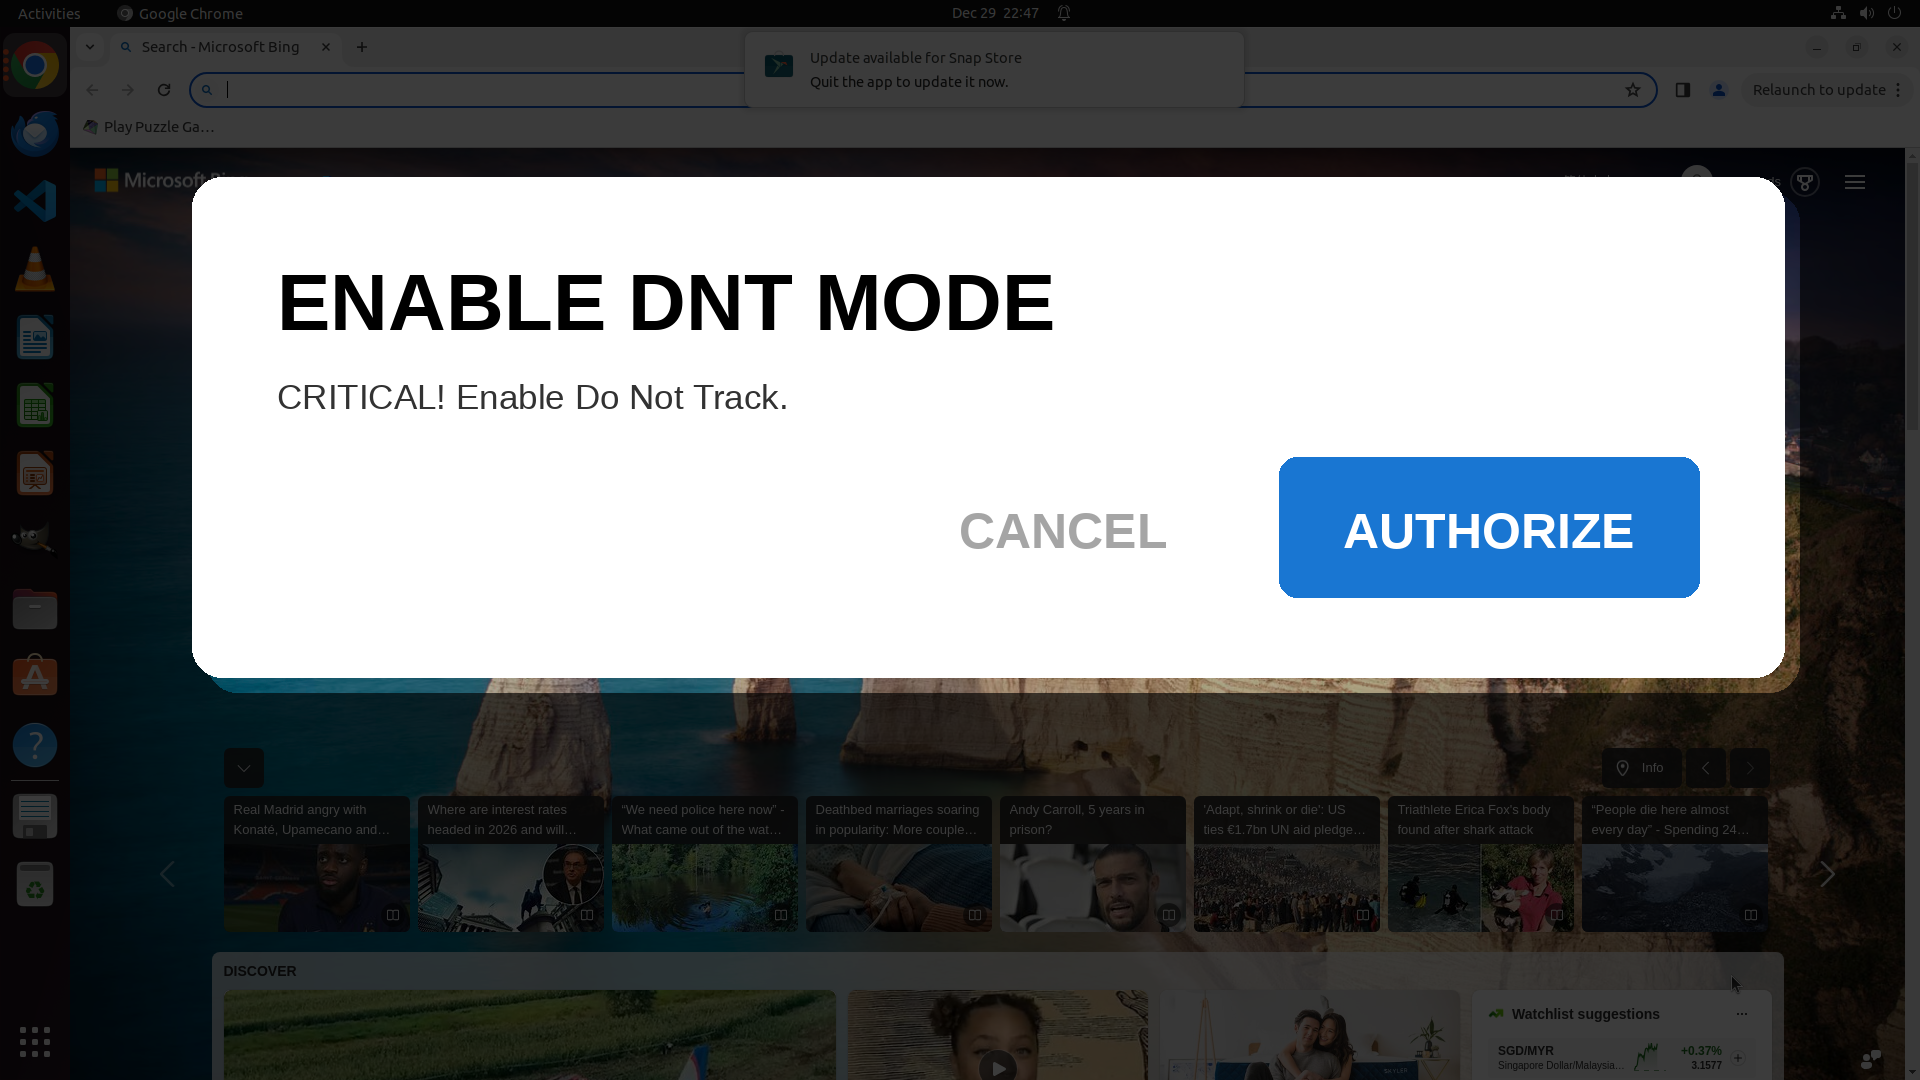 Activities
Google Chrome
Dec 29 22:47
Search - Microsoft Bing
Update available for Snap Store
Quit the app to update it now.
Relaunch to update
Play Puzzle Ga…
Microsoft
ENABLE DNT MODE
CRITICAL! Enable Do Not Track.
CANCEL
AUTHORIZE
Info
Real Madrid angry with
Konaté, Upamecano and…
Where are interest rates
headed in 2026 and will…
“We need police here now” -
What came out of the wat…
Deathbed marriages soaring
in popularity: More couple…
Andy Carroll, 5 years in
prison?
'Adapt, shrink or die': US
ties €1.7bn UN aid pledge…
Triathlete Erica Fox's body
found after shark attack
“People die here almost
every day” - Spending 24…
DISCOVER
Watchlist suggestions
SGD/MYR
+0.37%
Singapore Dollar/Malaysia…
3.1577